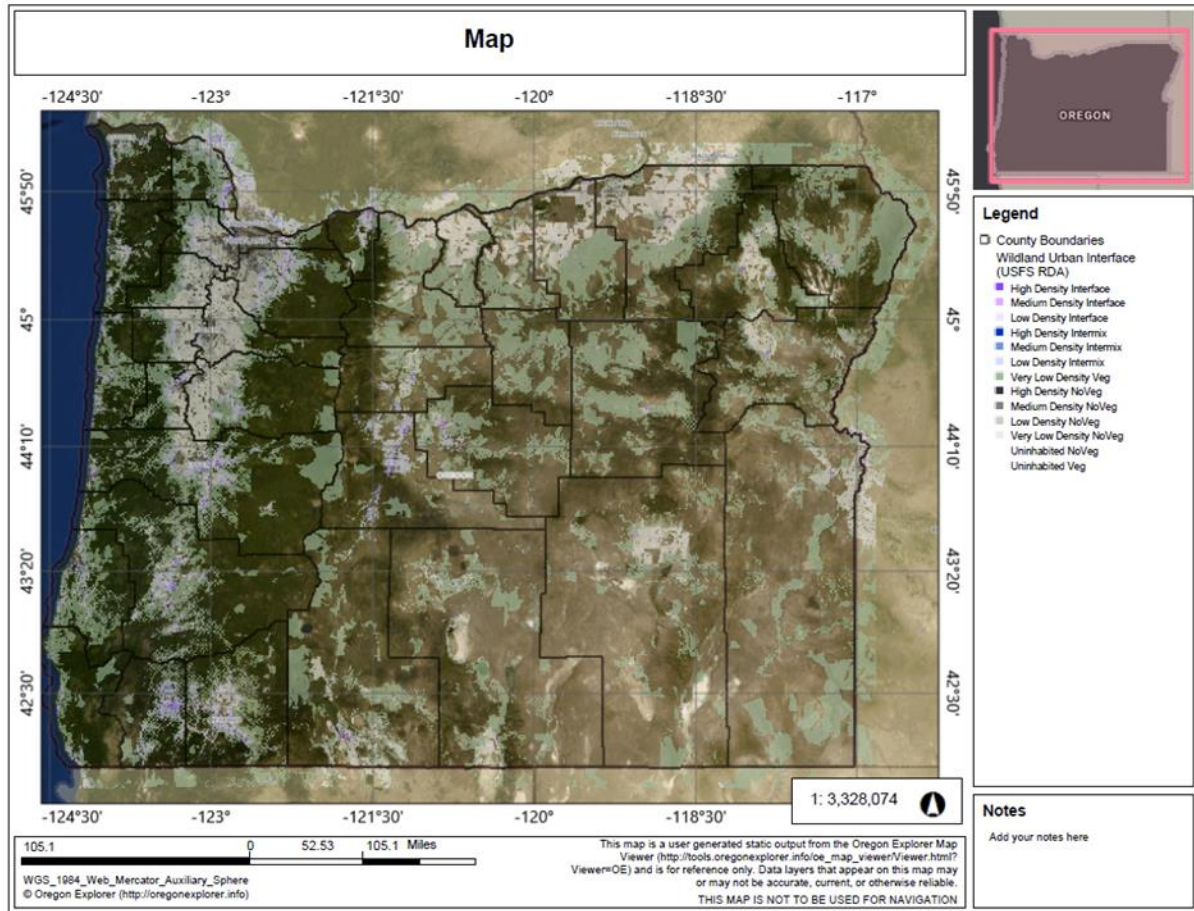 Map
-124°30' -123° -121°30' -120° -118°30' -117°
45°50'
45°
44°10'
43°20'
42°30'
45°50'
45°
44°10'
43°20'
42°30'
-124°30' -123° -121°30' -120° -118°30' -117°
1: 3,328,074
105.1 0 52.53 105.1 Miles
WGS_1984_Web_Mercator_Auxiliary_Sphere
© Oregon Explorer (http://oregonexplorer.info)
This map is a user generated static output from the Oregon Explorer Map
Viewer (http://tools.oregonexplorer.info/oe_map_viewer/Viewer.html?
Viewer=OE) and is for reference only. Data layers that appear on this map may
or may not be accurate, current, or otherwise reliable.
THIS MAP IS NOT TO BE USED FOR NAVIGATION
OREGON
Legend
County Boundaries
Wildland Urban Interface
(USFS RDA)
High Density Interface
Medium Density Interface
Low Density Interface
High Density Intermix
Medium Density Intermix
Low Density Intermix
Very Low Density Veg
High Density NoVeg
Medium Density NoVeg
Low Density NoVeg
Very Low Density NoVeg
Uninhabited NoVeg
Uninhabited Veg
Notes
Add your notes here